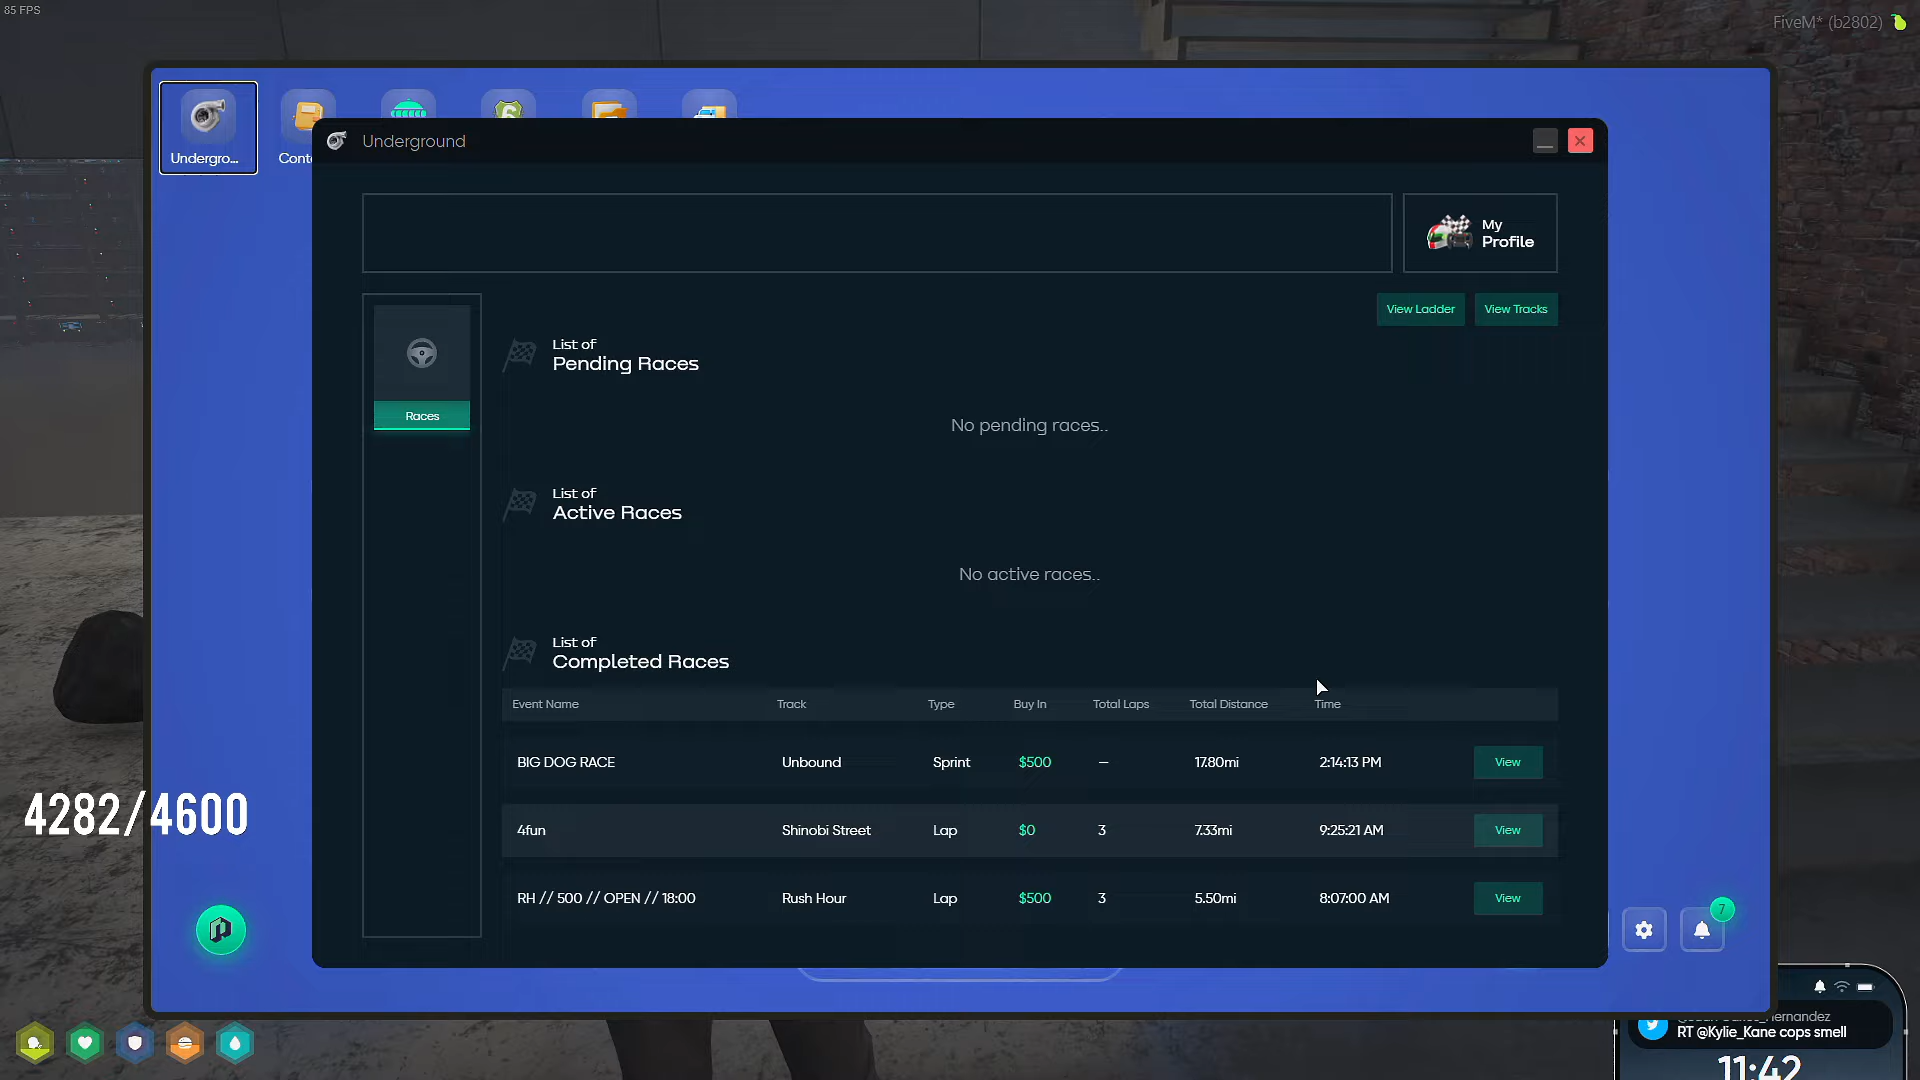 85 FPS
FiveM* (b2802)
Undergro...
Underground
My
Profile
View Ladder
View Tracks
List of
Pending Races
No pending races..
Races
List of
Active Races
No active races..
List of
Completed Races
Event Name Track Type Buy In Total Laps Total Distance Time
BIG DOG RACE Unbound Sprint $500 — 17.80mi 2:14:13 PM View
4fun Shinobi Street Lap $0 3 7.33mi 9:25:21 AM View
RH // 500 // OPEN // 18:00 Rush Hour Lap $500 3 5.50mi 8:07:00 AM View
4282/4600
7
RT @Kylie_Kane cops smell
11:42